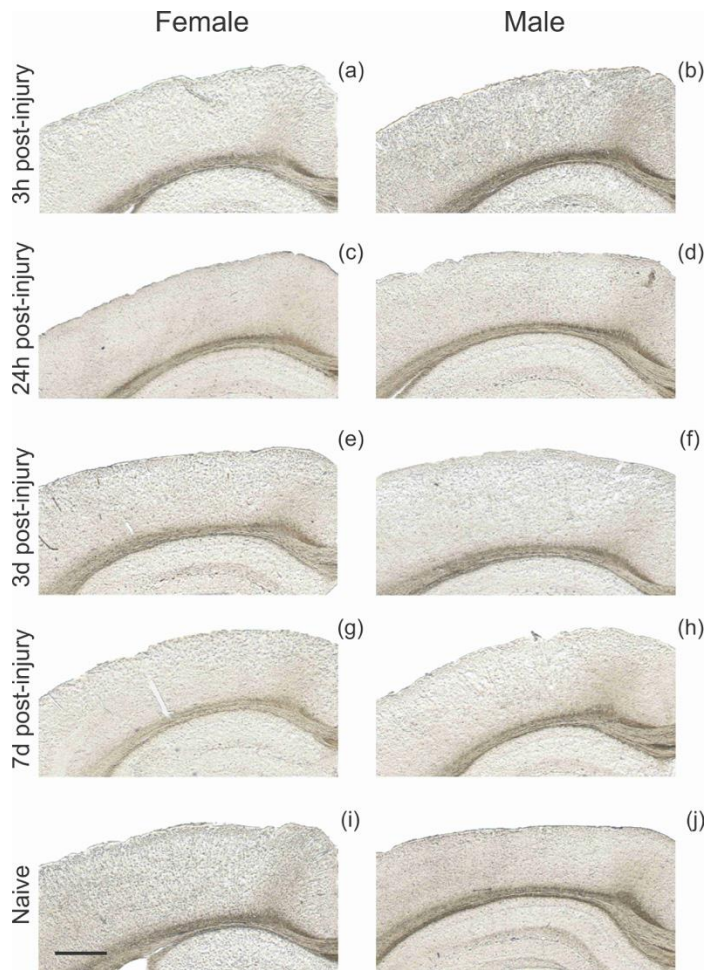 Female Male
3h post-injury (a) (b)
24h post-injury (c) (d)
3d post-injury (e) (f)
7d post-injury (g) (h)
Naive (i) (j)